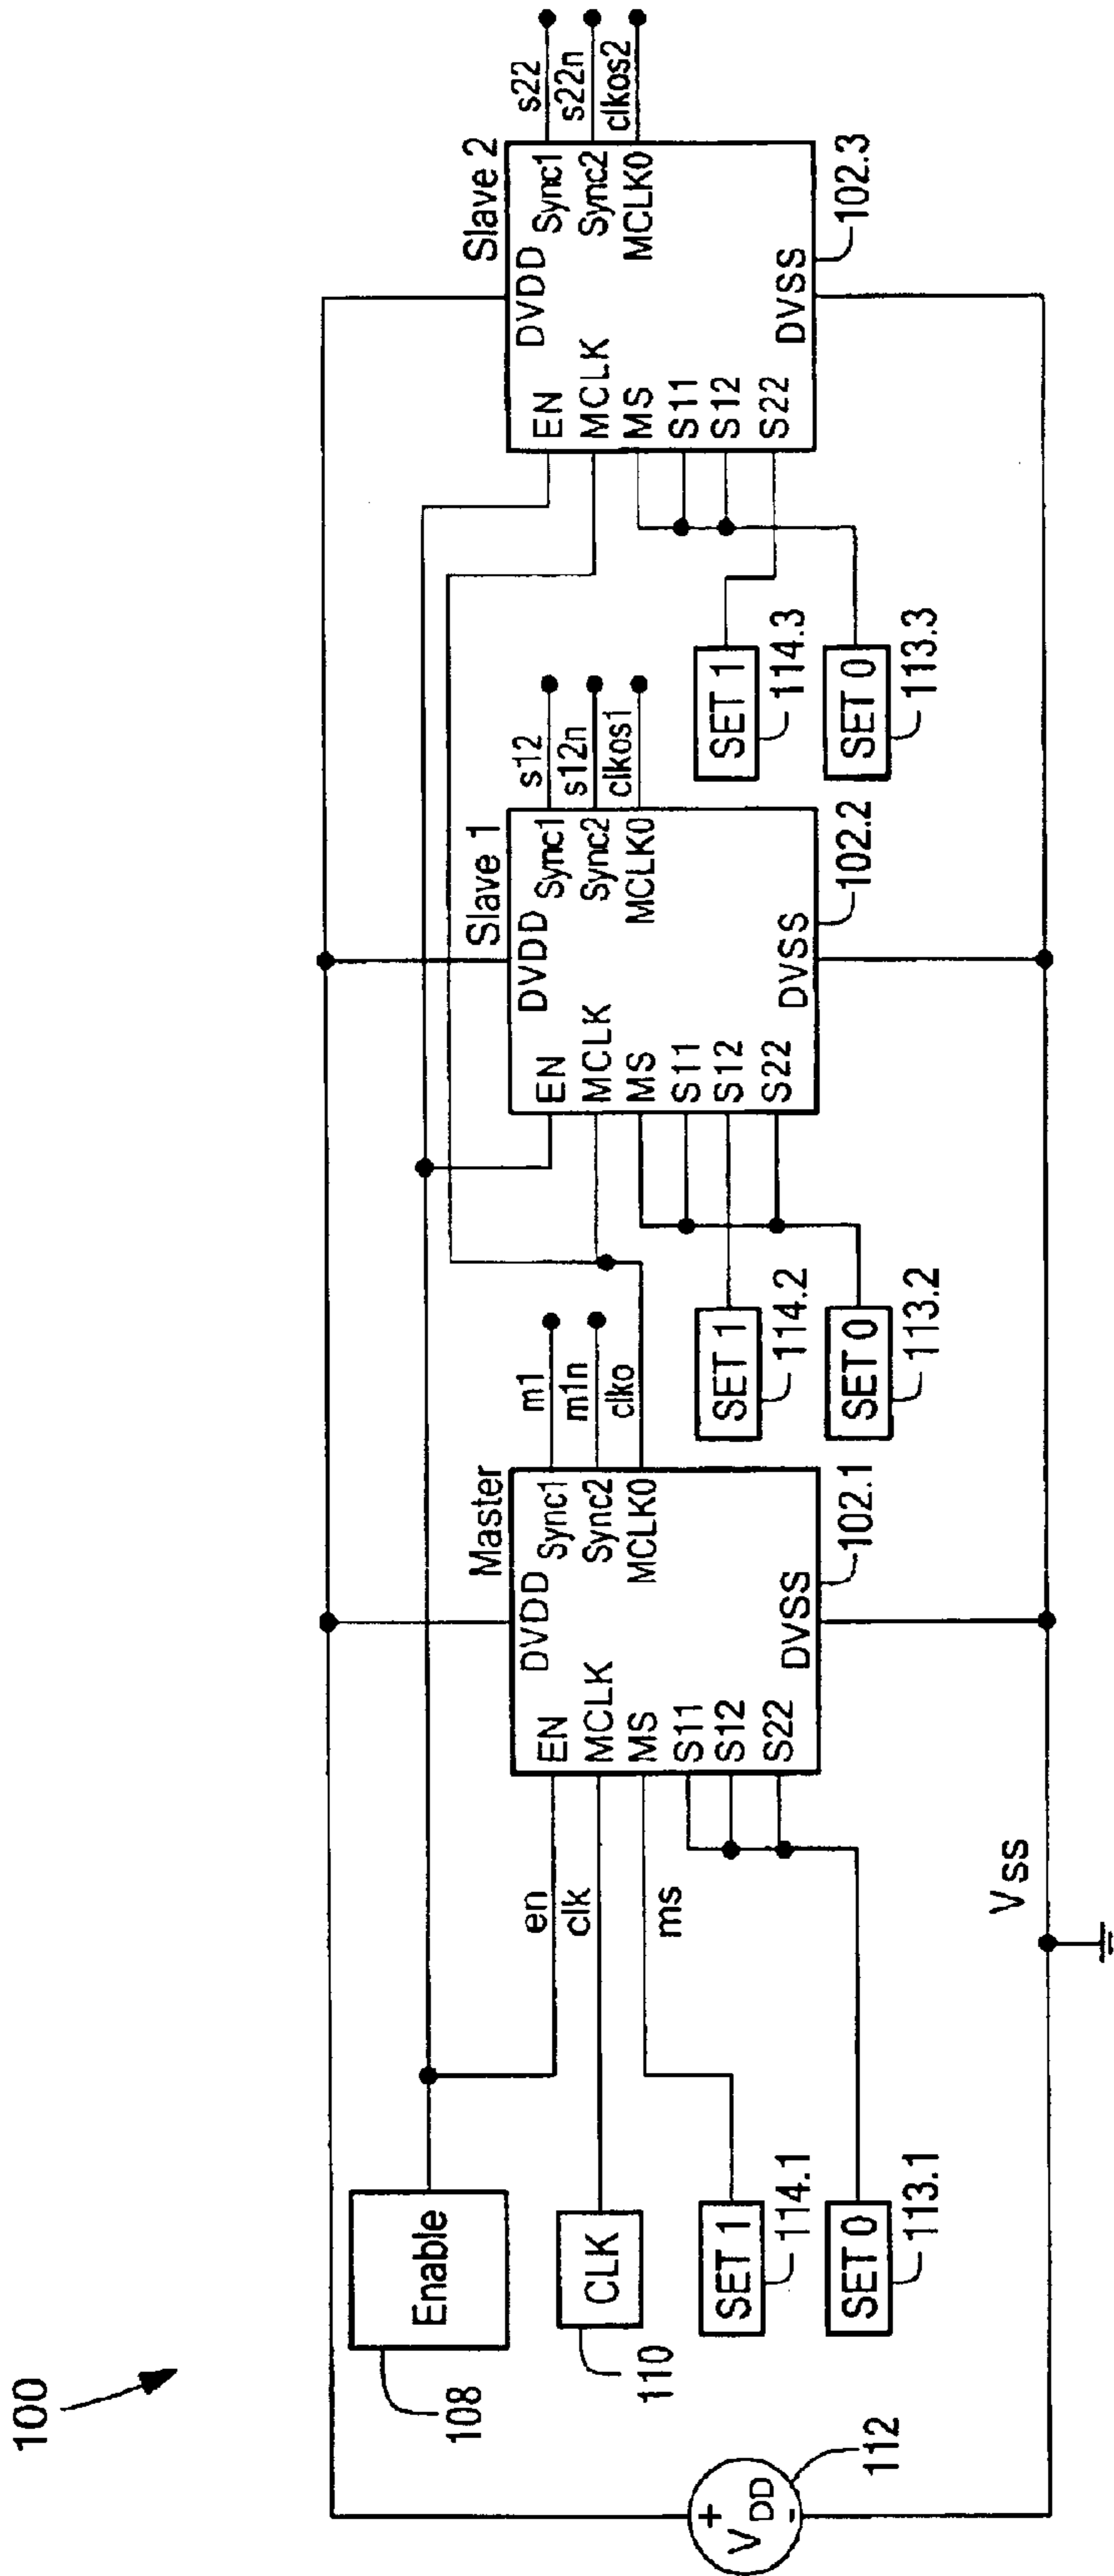 100
Enable
108
CLK
110
SET 1
114.1
SET 0
113.1
+
VDD
-
112
en
clk
ms
Vss
Master
DVDD
EN
MCLK
MS
S11
S12
S22
Sync1
Sync2
MCLK0
DVSS
102.1
m1
m1n
clko
SET 1
114.2
SET 0
113.2
Slave 1
DVDD
EN
MCLK
MS
S11
S12
S22
Sync1
Sync2
MCLK0
DVSS
102.2
s12
s12n
clkos1
SET 1
114.3
SET 0
113.3
Slave 2
DVDD
EN
MCLK
MS
S11
S12
S22
Sync1
Sync2
MCLK0
DVSS
102.3
s22
s22n
clkos2